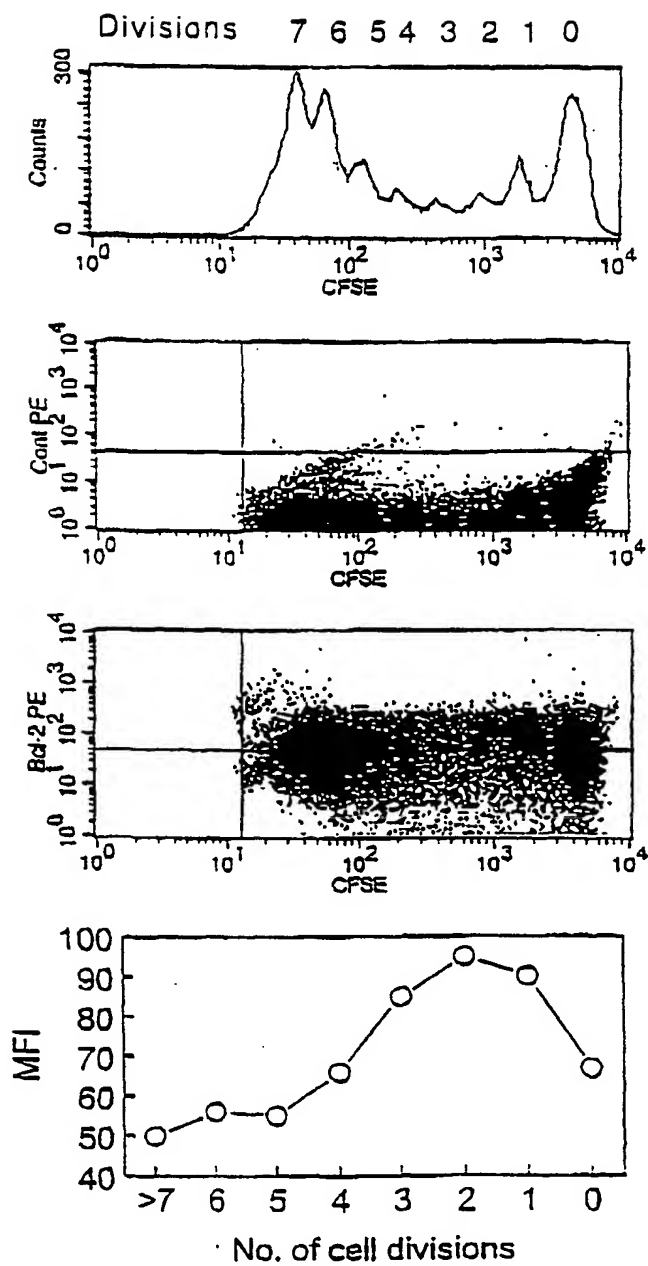 Divisions 7 6 5 4 3 2 1 0
300
Counts
0
10^0 10^1 10^2 10^3 10^4
CFSE
10^4
10^3
Cont PE
10^2
10^1
10^0
10^0 10^1 10^2 10^3 10^4
CFSE
10^4
10^3
Bcl-2 PE
10^2
10^1
10^0
10^0 10^1 10^2 10^3 10^4
CFSE
100
90
80
MFI
70
60
50
40
>7 6 5 4 3 2 1 0
No. of cell divisions